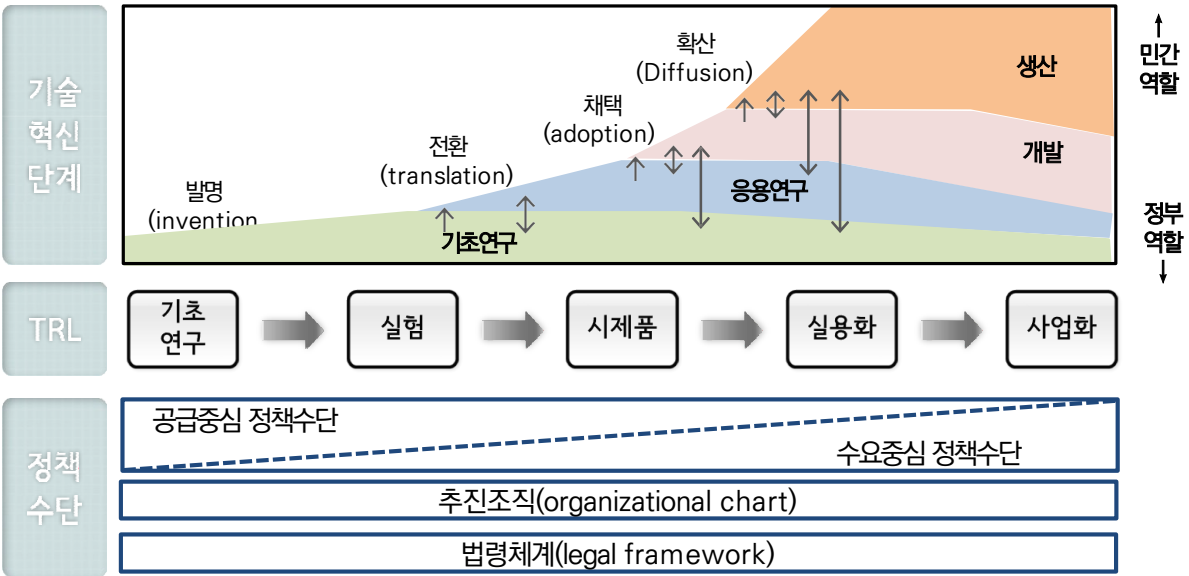 기술
혁신
단계
발명
(invention
전환
(translation)
채택
(adoption)
확산
(Diffusion)
생산
개발
응용연구
기초연구
↑
민간
역할
정부
역할
↓
TRL
기초
연구
실험
시제품
실용화
사업화
정책
수단
공급중심 정책수단
수요중심 정책수단
추진조직(organizational chart)
법령체계(legal framework)